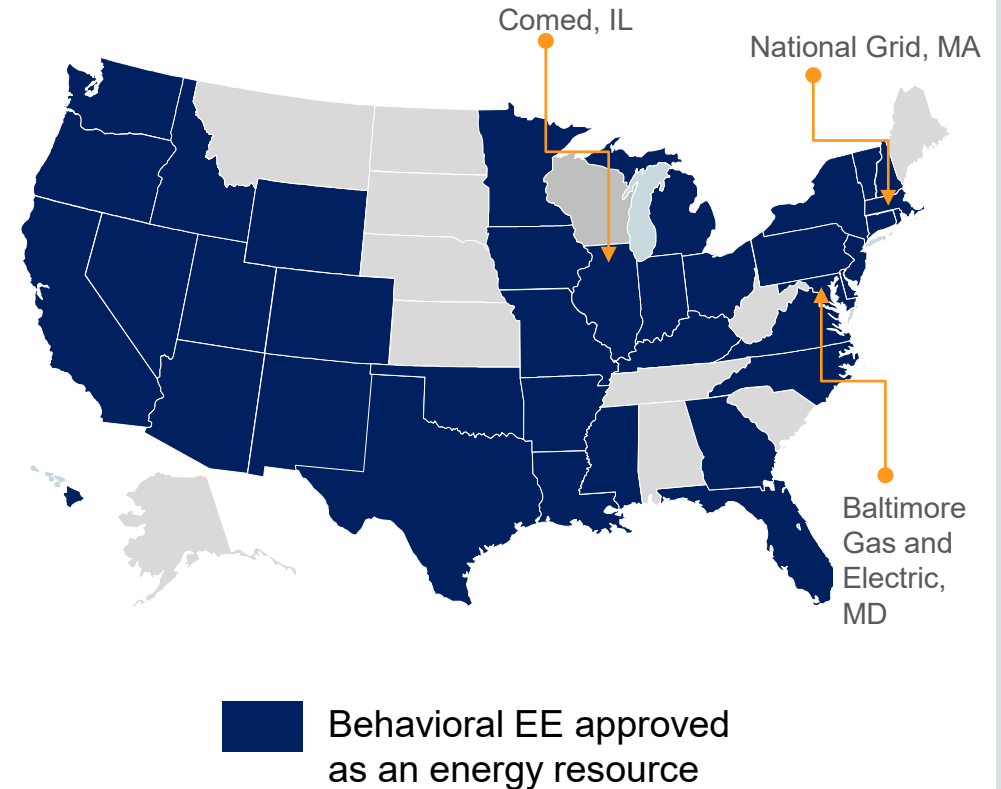 Comed, IL
National Grid, MA
Baltimore
Gas and
Electric,
MD
Behavioral EE approved
as an energy resource